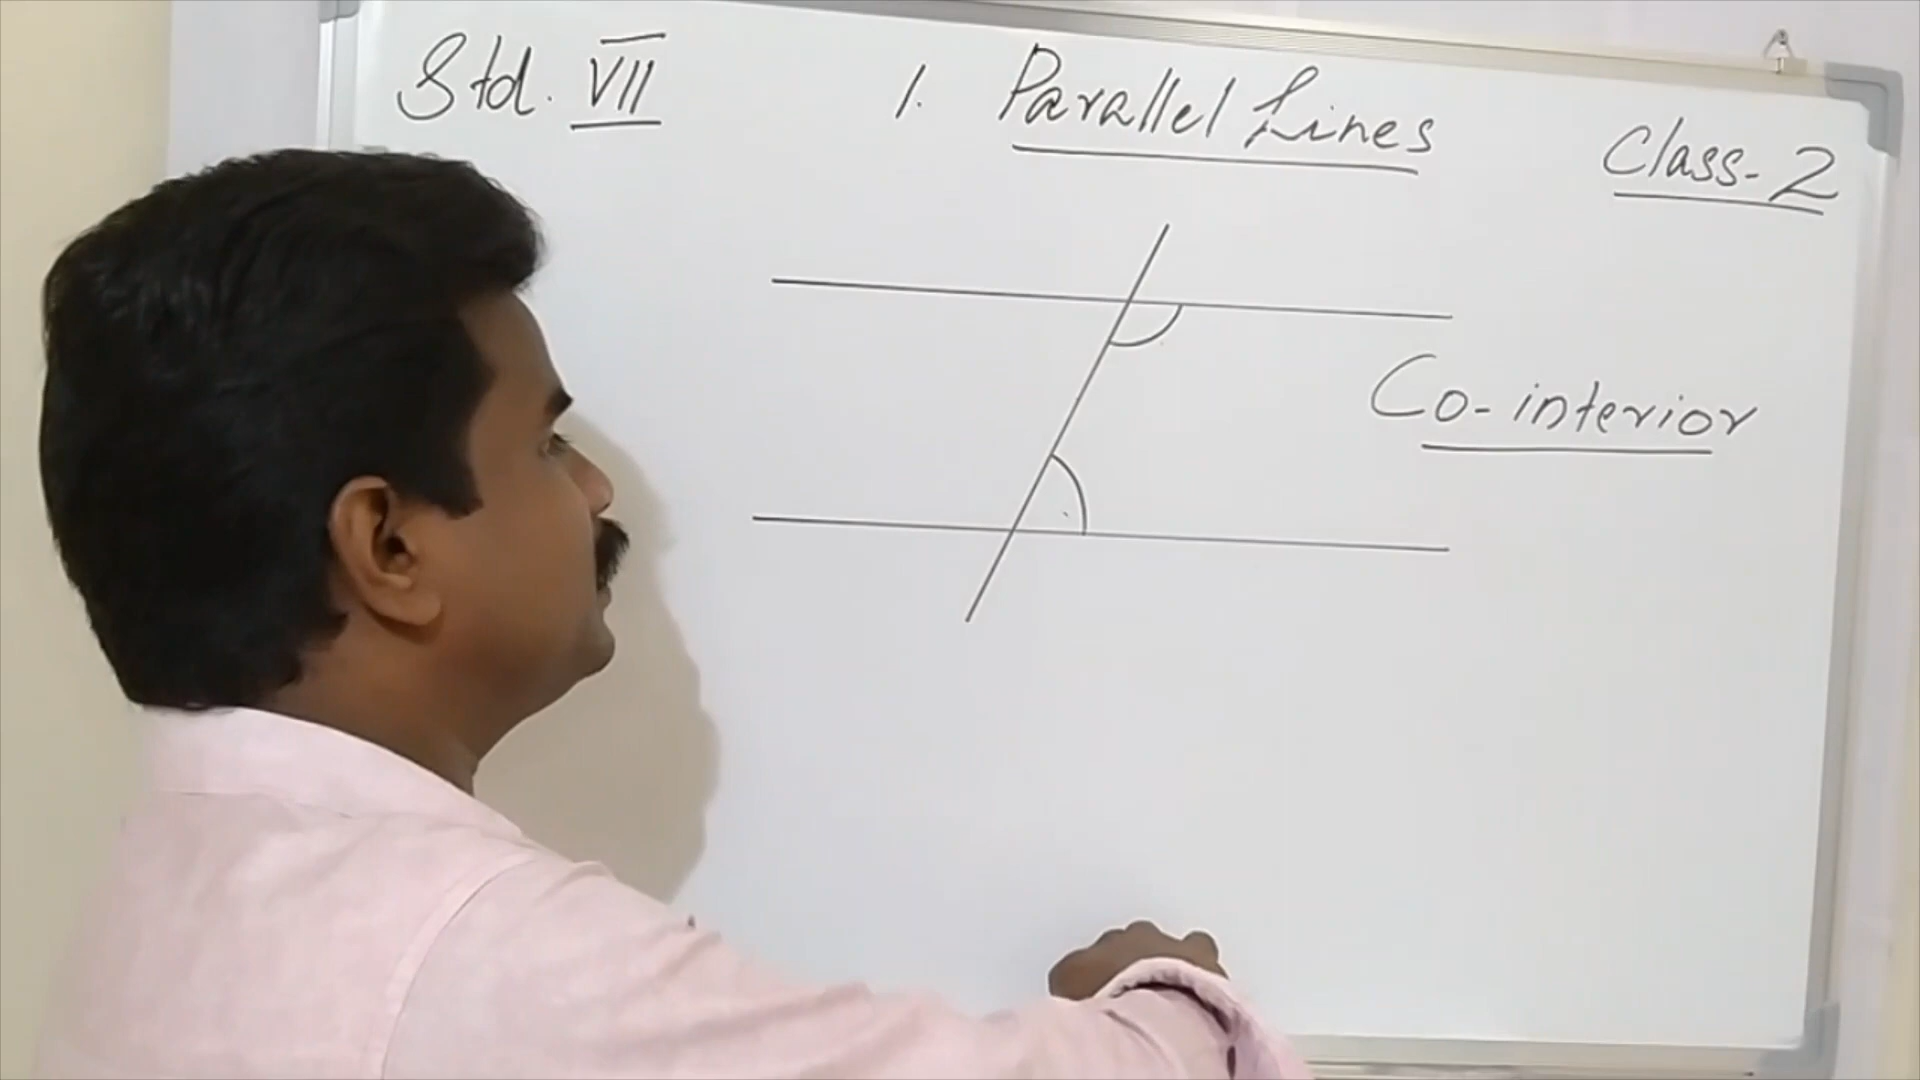 Std. VII
1. Parallel Lines
Class-2
Co-interior